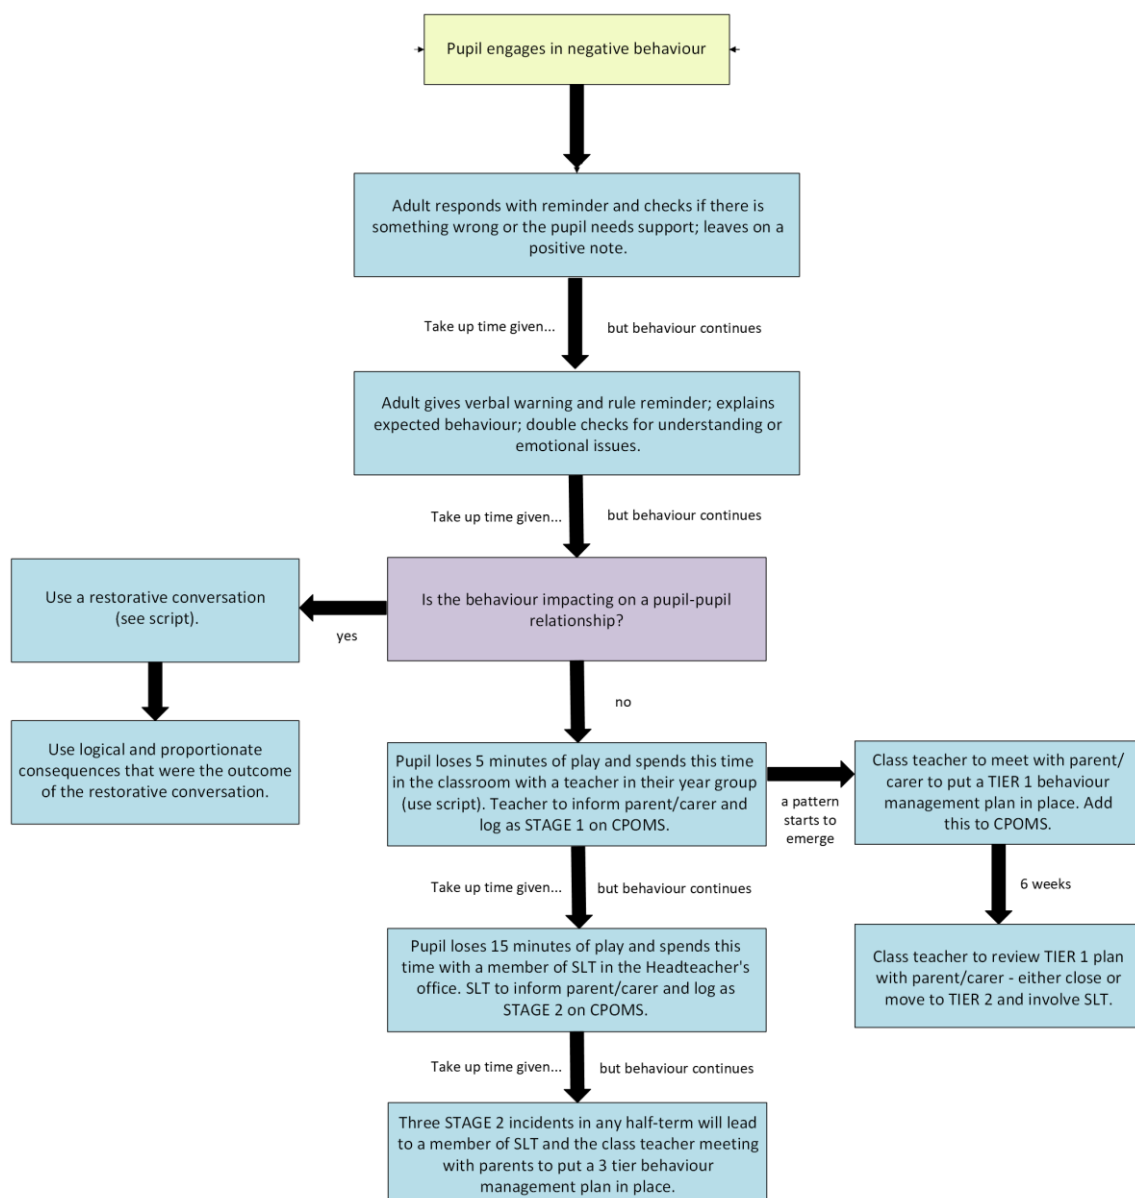 Pupil engages in negative behaviour
Adult responds with reminder and checks if there is
something wrong or the pupil needs support; leaves on a
positive note.
Take up time given...
but behaviour continues
Adult gives verbal warning and rule reminder; explains
expected behaviour; double checks for understanding or
emotional issues.
Take up time given...
but behaviour continues
Is the behaviour impacting on a pupil-pupil
relationship?
yes
Use a restorative conversation
(see script).
Use logical and proportionate
consequences that were the outcome
of the restorative conversation.
no
Pupil loses 5 minutes of play and spends this time
in the classroom with a teacher in their year group
(use script). Teacher to inform parent/carer and
log as STAGE 1 on CPOMS.
a pattern
starts to
emerge
Class teacher to meet with parent/
carer to put a TIER 1 behaviour
management plan in place. Add
this to CPOMS.
6 weeks
Class teacher to review TIER 1 plan
with parent/carer - either close or
move to TIER 2 and involve SLT.
Take up time given...
but behaviour continues
Pupil loses 15 minutes of play and spends this
time with a member of SLT in the Headteacher's
office. SLT to inform parent/carer and log as
STAGE 2 on CPOMS.
Take up time given...
but behaviour continues
Three STAGE 2 incidents in any half-term will lead
to a member of SLT and the class teacher meeting
with parents to put a 3 tier behaviour
management plan in place.